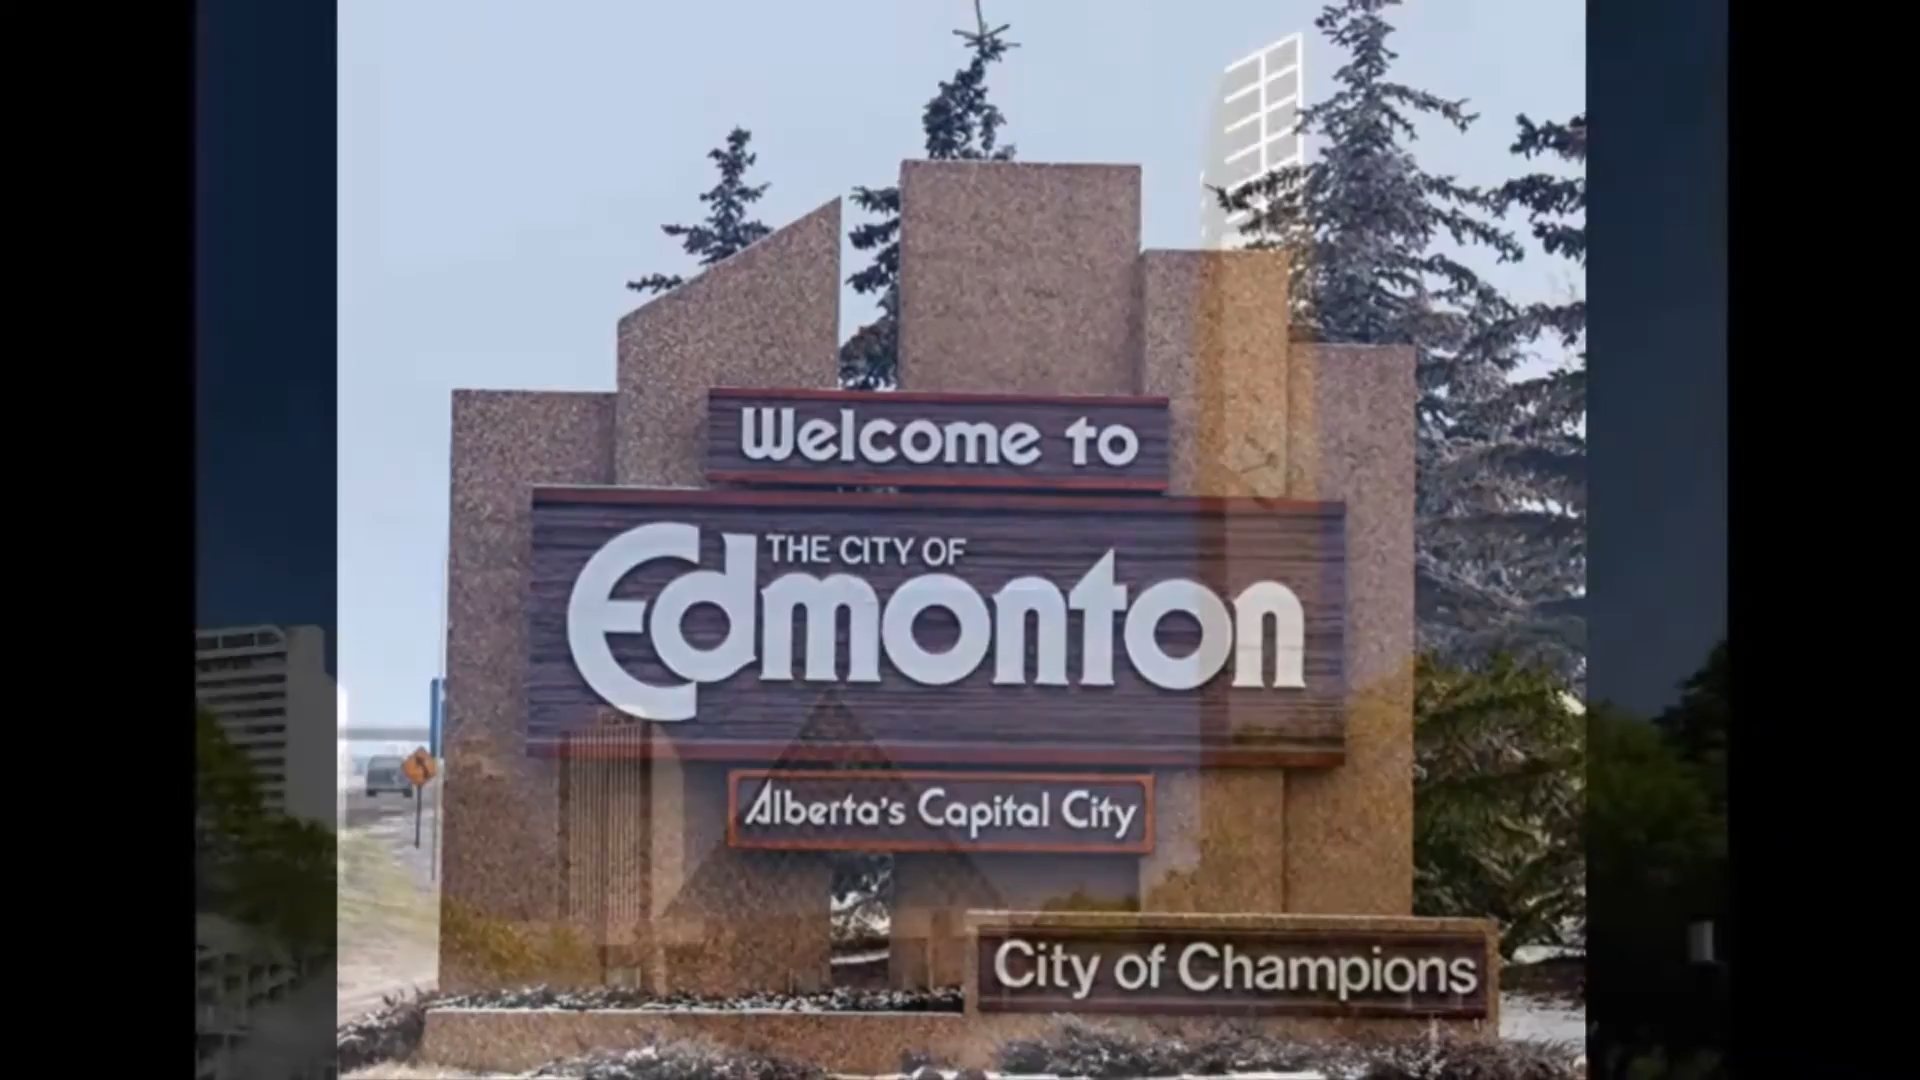 Welcome to
THE CITY OF
Edmonton
Alberta's Capital City
City of Champions